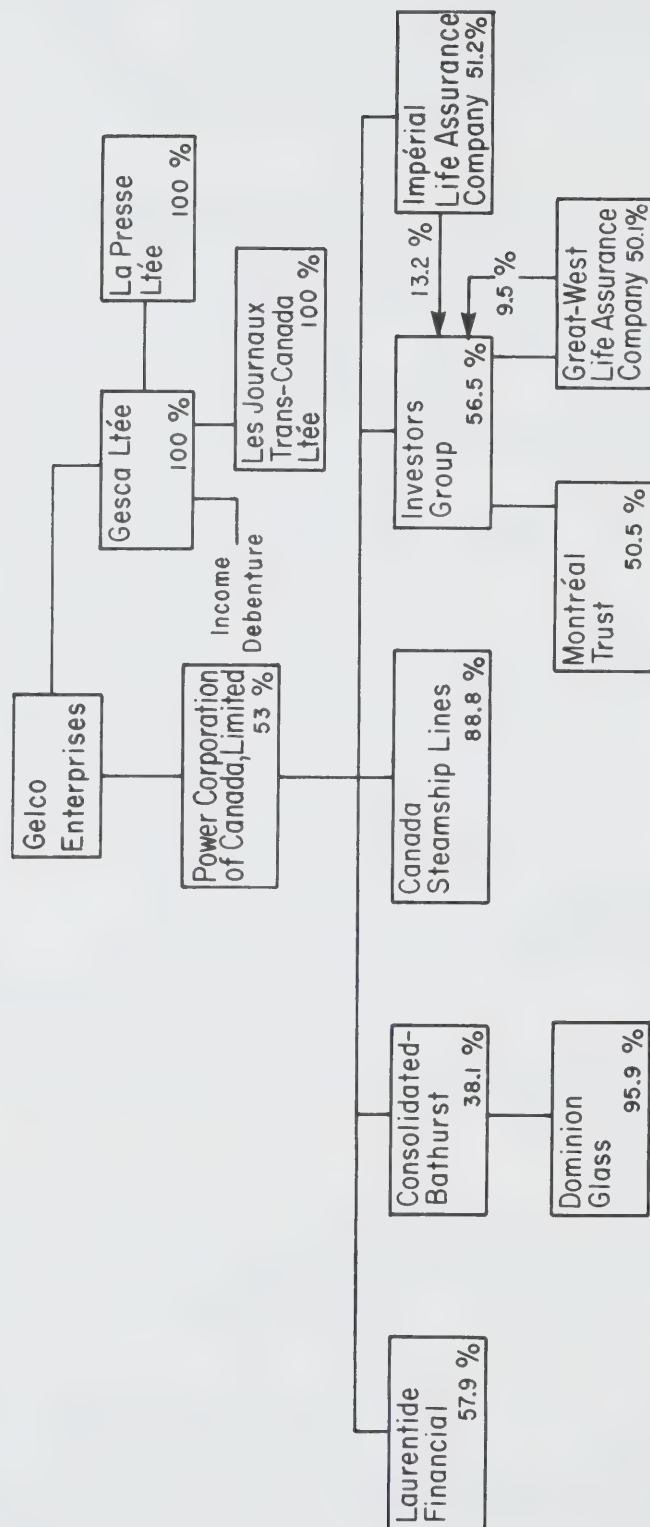 Gelco
Enterprises
Gesca Ltée
100 %
La Presse
Ltée
100 %
Income
Debenture
Les Journaux
Trans-Canada
Ltée
100 %
Power Corporation
of Canada, Limited
53 %
Laurentide
Financial
57.9 %
Consolidated-
Bathurst
38.1 %
Dominion
Glass
95.9 %
Canada
Steamship Lines
88.8 %
Investors
Group
56.5 %
13.2 %
9.5 %
Impérial
Life Assurance
Company 51.2%
Montréal
Trust
50.5 %
Great-West
Life Assurance
Company 50.1%